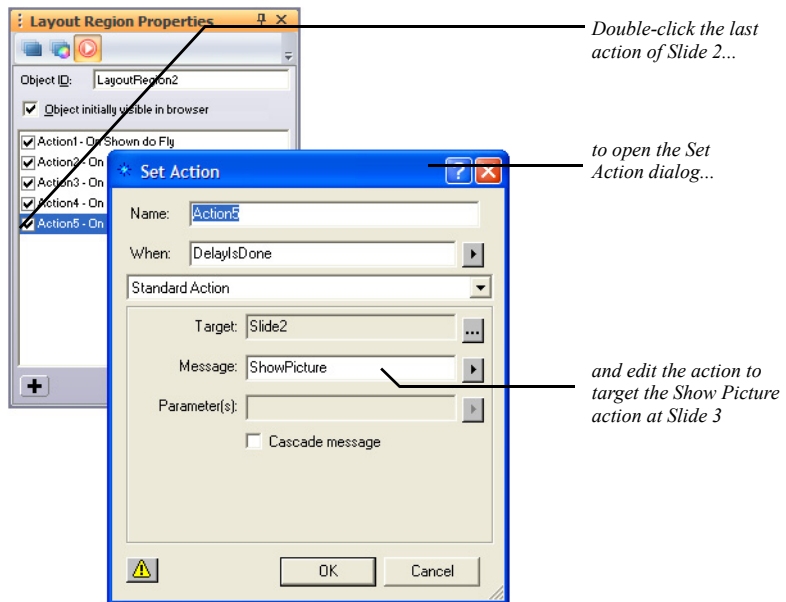 Layout Region Properties
Object ID: LayoutRegion2
Object initially visible in browser
Action1 - On Shown do Fly
Action2 - On
Action3 - On
Action4 - On
Action5 - On
Set Action
Name: Action5
When: DelayIsDone
Standard Action
Target: Slide2
...
Message: ShowPicture
Parameter(s):
Cascade message
OK Cancel
Double-click the last
action of Slide 2...
to open the Set
Action dialog...
and edit the action to
target the Show Picture
action at Slide 3